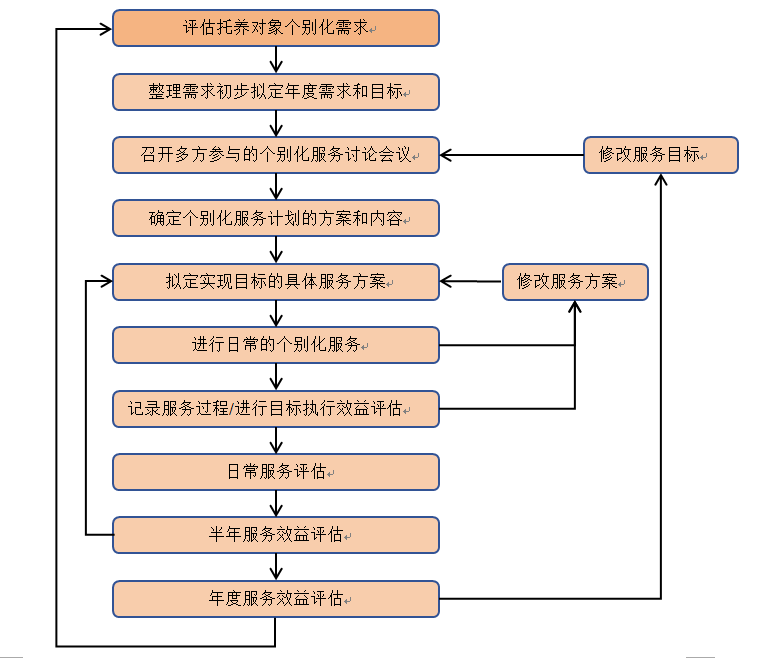 评估托养对象个别化需求
整理需求初步拟定年度需求和目标
召开多方参与的个别化服务讨论会议
修改服务目标
确定个别化服务计划的方案和内容
拟定实现目标的具体服务方案
修改服务方案
进行日常的个别化服务
记录服务过程/进行目标执行效益评估
日常服务评估
半年服务效益评估
年度服务效益评估